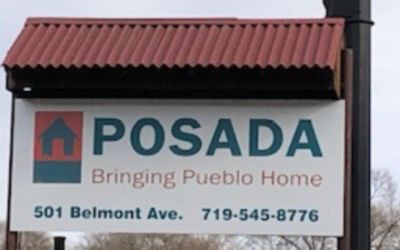 POSADA
Bringing Pueblo Home
501 Belmont Ave. 719-545-8776